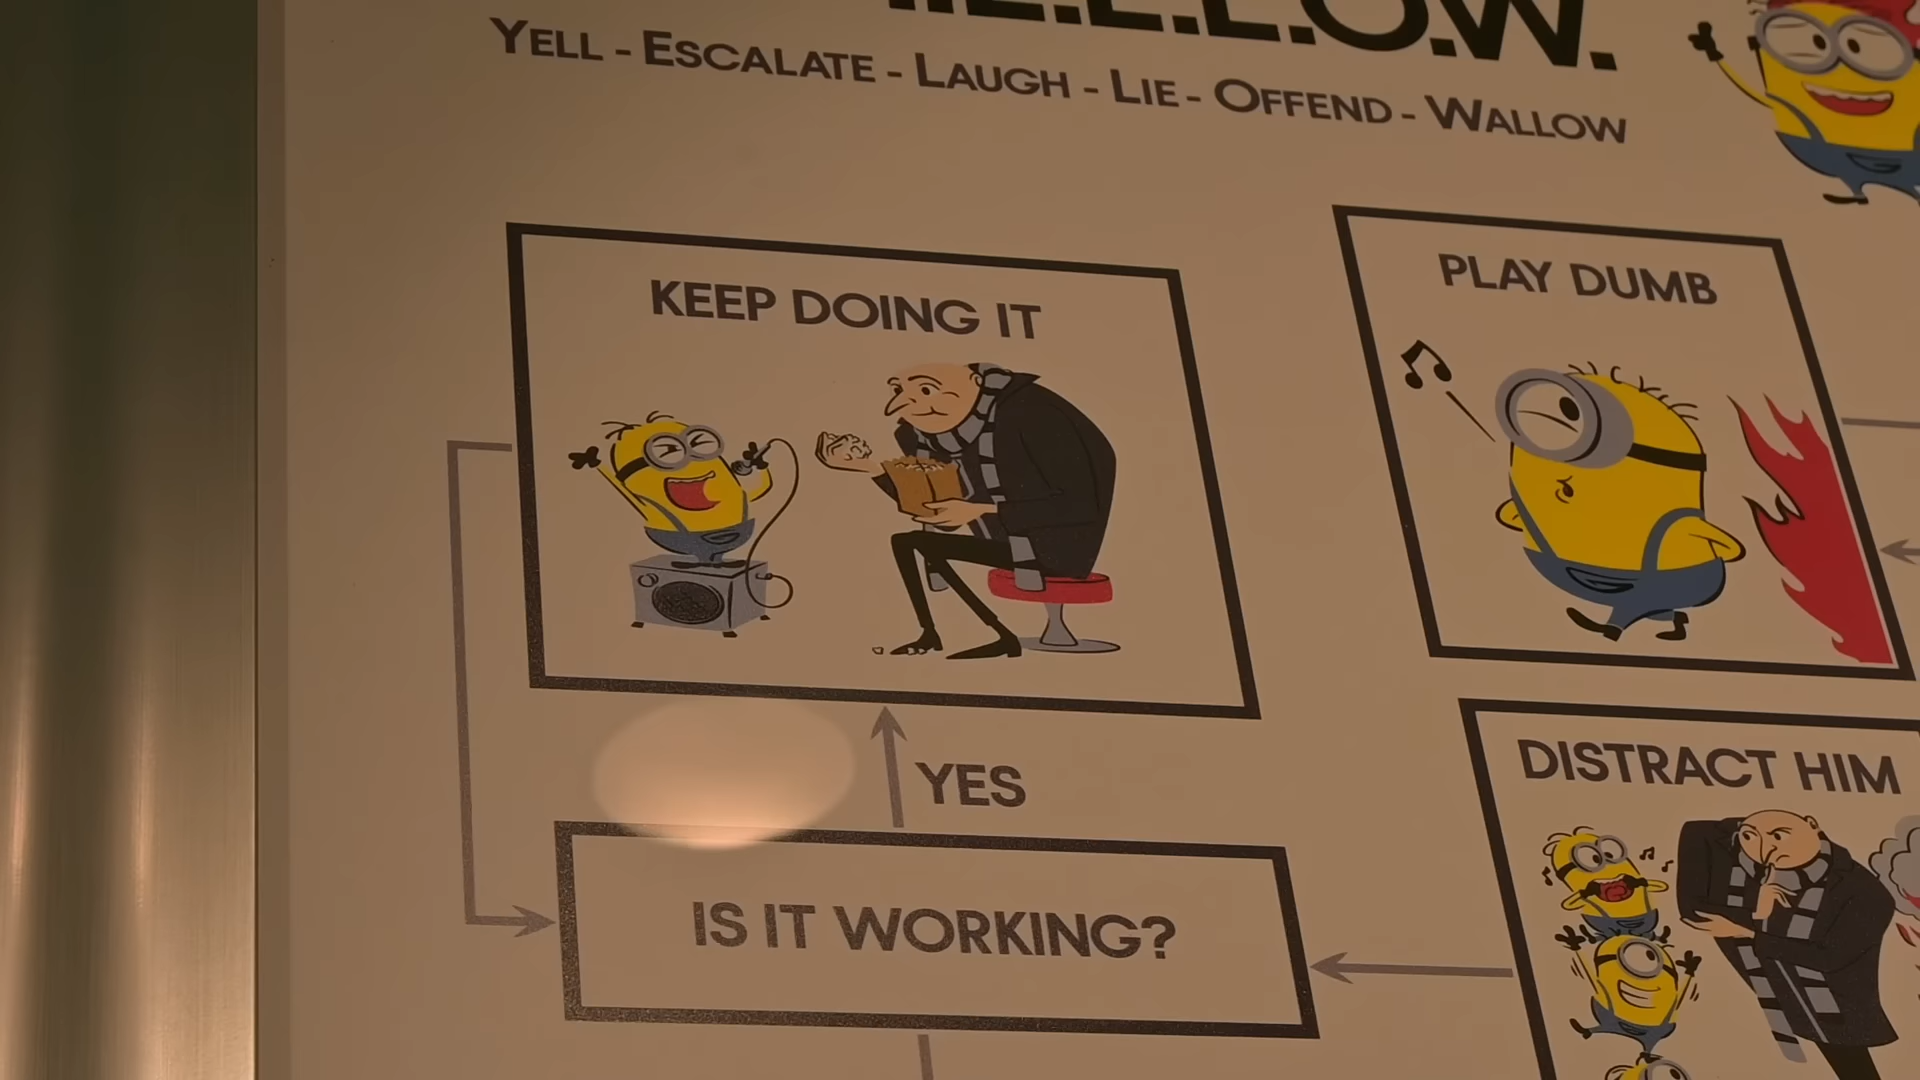 .E.L.L.O.W.
YELL - ESCALATE - LAUGH - LIE - OFFEND - WALLOW
KEEP DOING IT
PLAY DUMB
YES
DISTRACT HIM
IS IT WORKING?